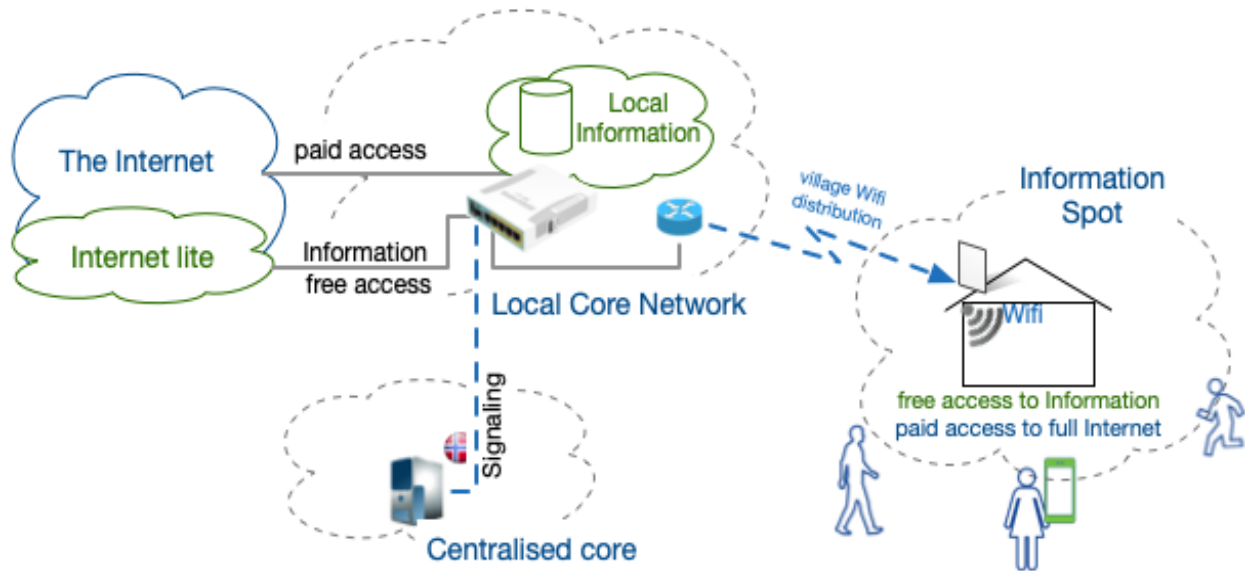 The Internet
Internet lite
paid access
Information
free access
Local
Information
Local Core Network
Signaling
Centralised core
village Wifi
distribution
Information
Spot
Wifi
free access to Information
paid access to full Internet